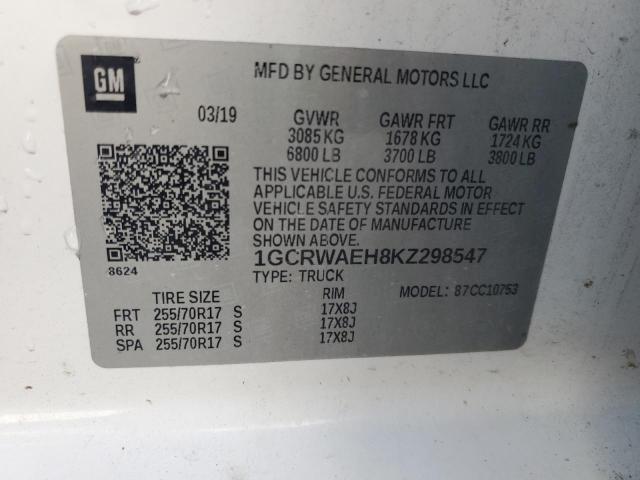 GM
MFD BY GENERAL MOTORS LLC
03/19 GVWR GAWR FRT GAWR RR
3085 KG 1678 KG 1724 KG
6800 LB 3700 LB 3800 LB
THIS VEHICLE CONFORMS TO ALL
APPLICABLE U.S. FEDERAL MOTOR
VEHICLE SAFETY STANDARDS IN EFFECT
ON THE DATE OF MANUFACTURE
SHOWN ABOVE.
1GCRWAEH8KZ298547
8624
TYPE: TRUCK
MODEL: 87CC10753
TIRE SIZE RIM
FRT 255/70R17 S 17X8J
RR 255/70R17 S 17X8J
SPA 255/70R17 S 17X8J